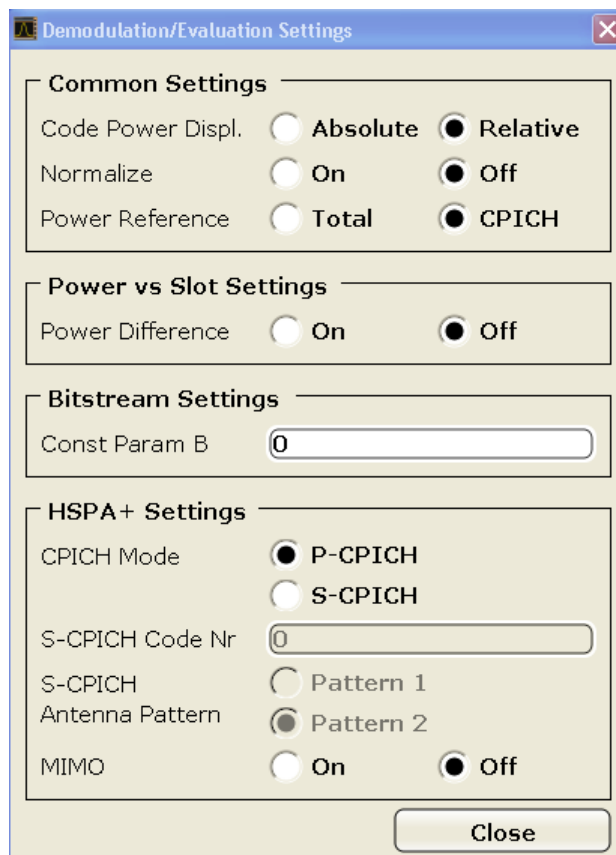 Demodulation/Evaluation Settings
Common Settings
Code Power Displ. Absolute Relative
Normalize On Off
Power Reference Total CPICH
Power vs Slot Settings
Power Difference On Off
Bitstream Settings
Const Param B 0
HSPA+ Settings
CPICH Mode P-CPICH
S-CPICH
S-CPICH Code Nr 0
S-CPICH Pattern 1
Antenna Pattern Pattern 2
MIMO On Off
Close